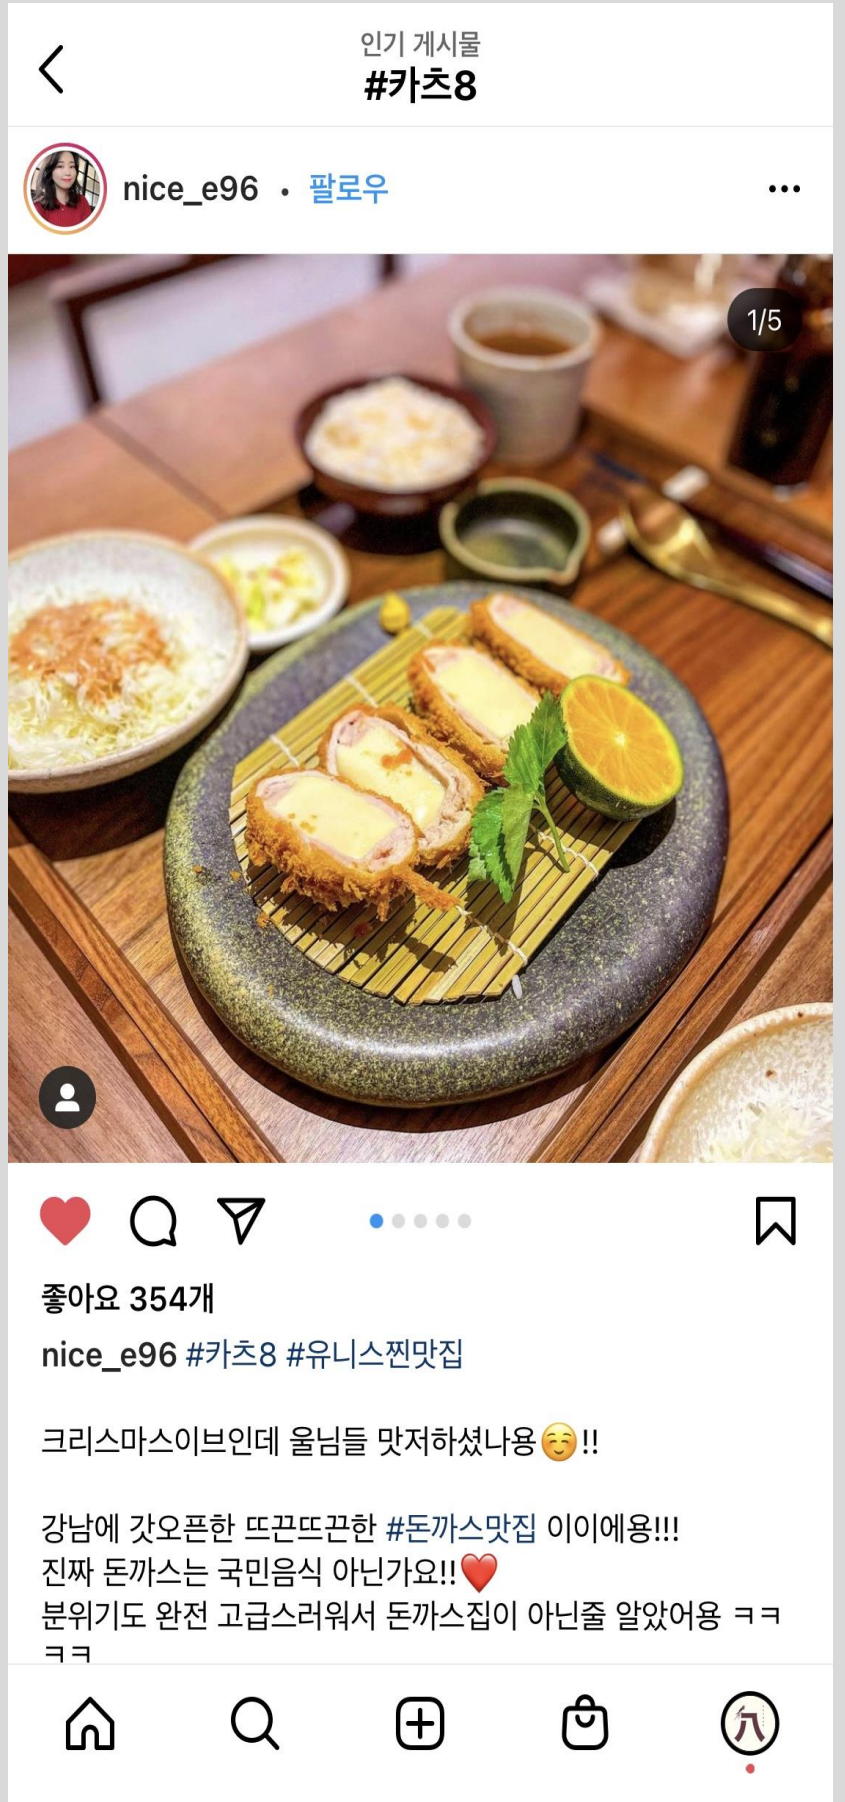 인기 게시물
#카츠8
nice_e96 • 팔로우
1/5
좋아요 354개
nice_e96 #카츠8 #유니스찐맛집
크리스마스이브인데 울님들 맛저하셨나용☺️!!
강남에 갓오픈한 뜨끈뜨끈한 #돈까스맛집 이이에용!!!
진짜 돈까스는 국민음식 아닌가요!!❤️
분위기도 완전 고급스러워서 돈까스집이 아닌줄 알았어용 ㅋㅋ
ㅋㅋ
八